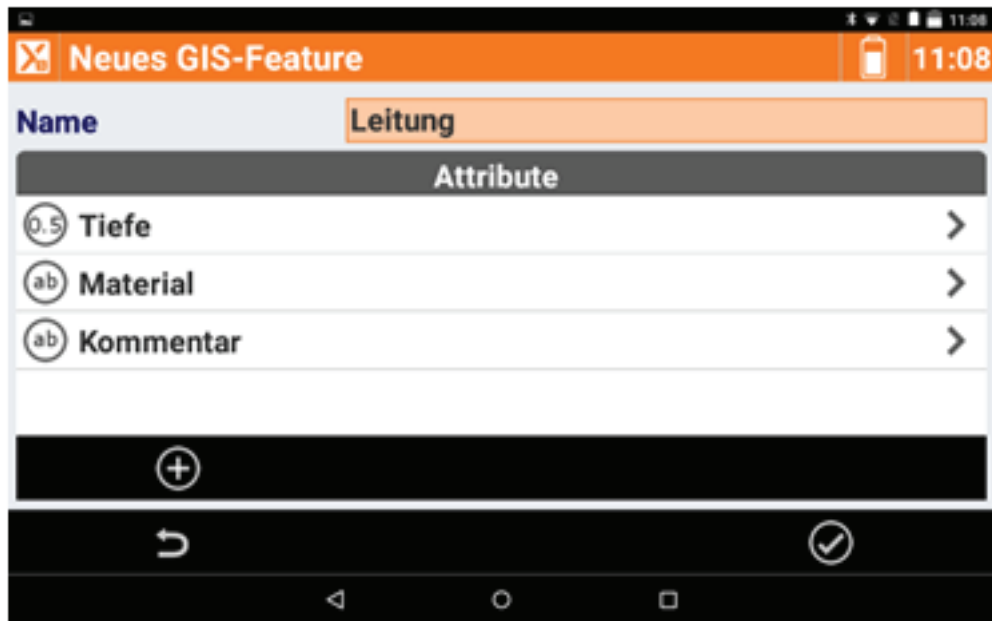 11:08
Neues GIS-Feature 11:08
Name Leitung
Attribute
0.5 Tiefe
ab Material
ab Kommentar